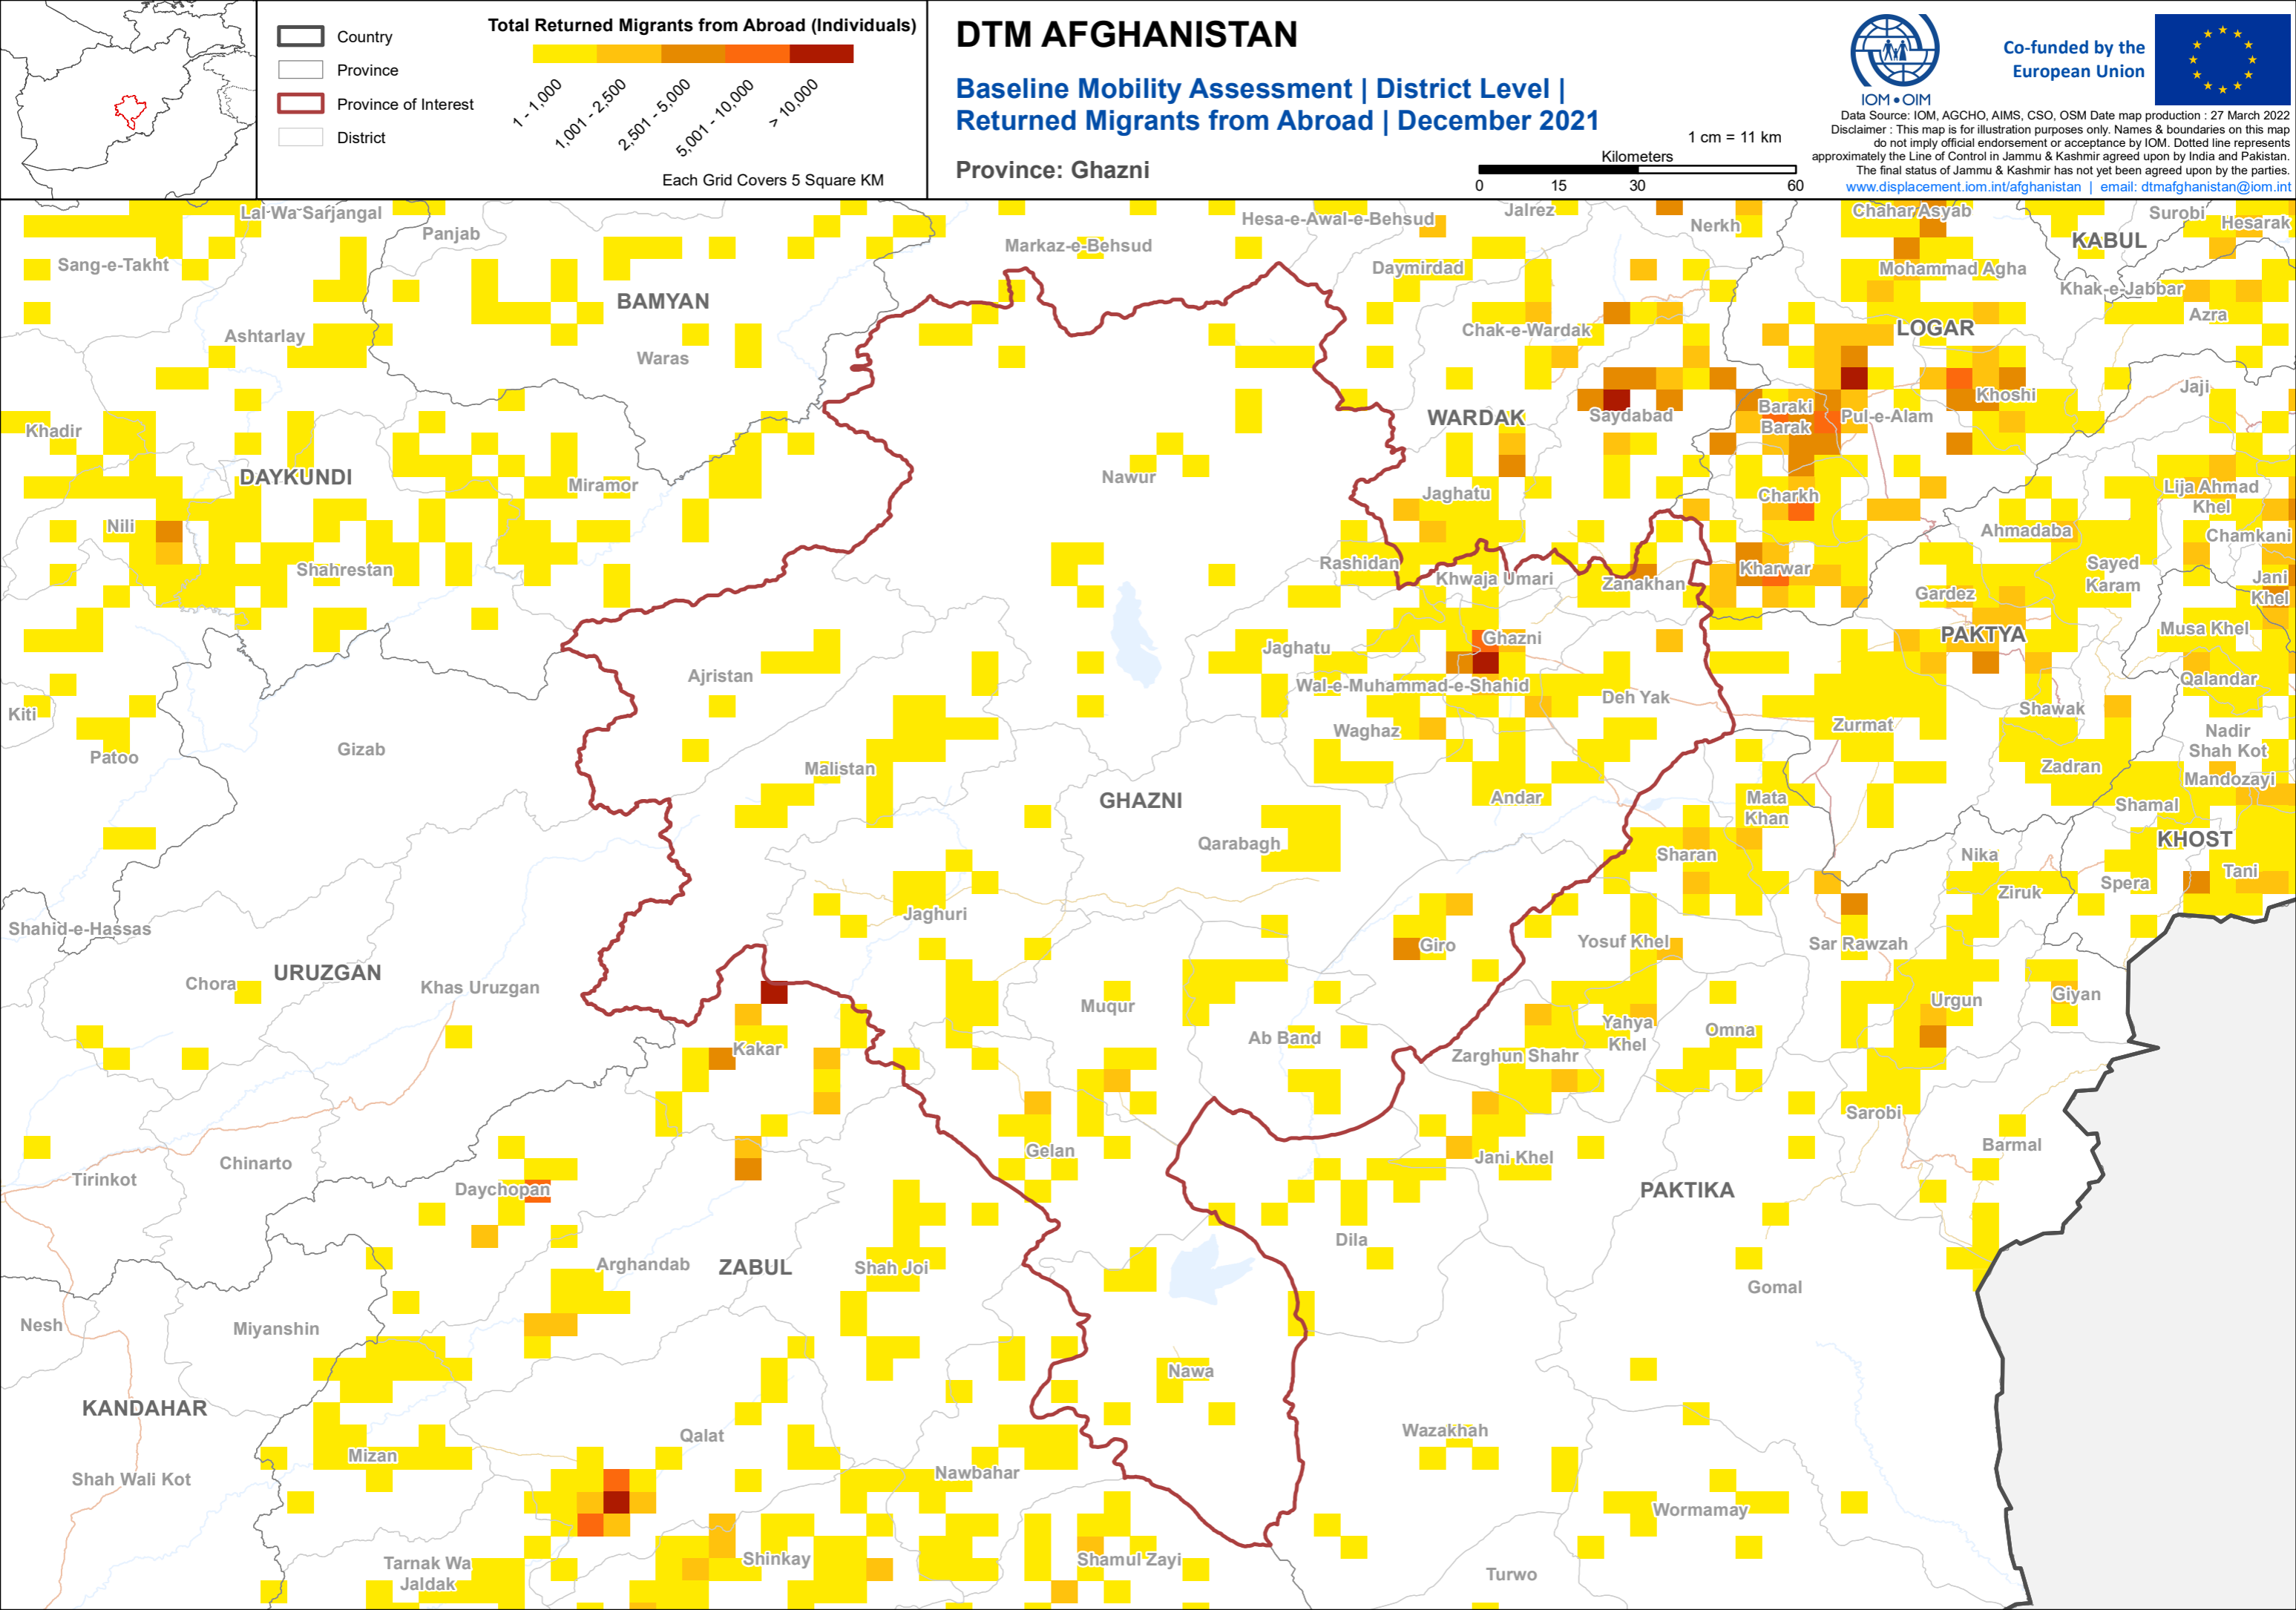 Country
Province
Province of Interest
District
Total Returned Migrants from Abroad (Individuals)
1 - 1,000
1,001 - 2,500
2,501 - 5,000
5,001 - 10,000
> 10,000
Each Grid Covers 5 Square KM
DTM AFGHANISTAN
Baseline Mobility Assessment | District Level |
Returned Migrants from Abroad | December 2021
Province: Ghazni
1 cm = 11 km
Kilometers
0 15 30 60
IOM • OIM
Co-funded by the
European Union
Data Source: IOM, AGCHO, AIMS, CSO, OSM Date map production : 27 March 2022
Disclaimer : This map is for illustration purposes only. Names & boundaries on this map
do not imply official endorsement or acceptance by IOM. Dotted line represents
approximately the Line of Control in Jammu & Kashmir agreed upon by India and Pakistan.
The final status of Jammu & Kashmir has not yet been agreed upon by the parties.
www.displacement.iom.int/afghanistan | email: dtmafghanistan@iom.int
Lal Wa Sarjangal
Panjab
Markaz-e-Behsud
Hesa-e-Awal-e-Behsud
Jalrez
Nerkh
Chahar Asyab
Surobi
Hesarak
KABUL
Sang-e-Takht
Daymirdad
Mohammad Agha
Khak-e-Jabbar
BAMYAN
Azra
Ashtarlay
Waras
Chak-e-Wardak
LOGAR
Jaji
Khadir
WARDAK
Saydabad
Baraki
Barak
Pul-e-Alam
Khoshi
DAYKUNDI
Miramor
Nawur
Jaghatu
Charkh
Lija Ahmad
Khel
Nili
Ahmadaba
Chamkani
Shahrestan
Rashidan
Khwaja Umari
Zanakhan
Kharwar
Sayed
Karam
Jani
Khel
Gardez
Jaghatu
Ghazni
PAKTYA
Musa Khel
Ajristan
Wal-e-Muhammad-e-Shahid
Deh Yak
Qalandar
Kiti
Patoo
Gizab
Waghaz
Zurmat
Shawak
Nadir
Shah Kot
Malistan
Zadran
Mandozayi
GHAZNI
Andar
Mata
Khan
Shamal
Qarabagh
Sharan
Nika
KHOST
Ziruk
Spera
Tani
Shahid-e-Hassas
Jaghuri
Giro
Yosuf Khel
Sar Rawzah
Chora
URUZGAN
Khas Uruzgan
Muqur
Urgun
Giyan
Kakar
Ab Band
Zarghun Shahr
Yahya
Khel
Omna
Sarobi
Gelan
Barmal
Tirinkot
Chinarto
Daychopan
Jani Khel
PAKTIKA
Arghandab
ZABUL
Shah Joi
Dila
Gomal
Nesh
Miyanshin
Nawa
KANDAHAR
Mizan
Qalat
Wazakhah
Shah Wali Kot
Nawbahar
Wormamay
Tarnak Wa
Jaldak
Shinkay
Shamul Zayi
Turwo